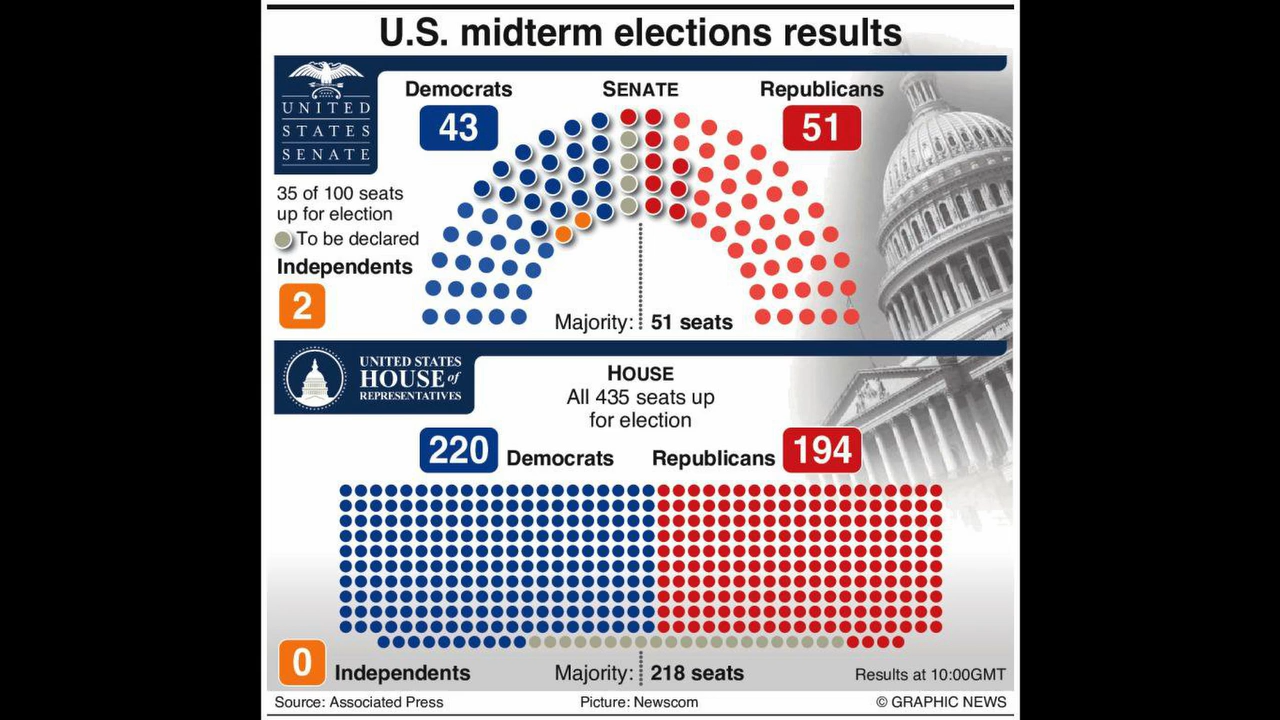 U.S. midterm elections results
UNITED
STATES
SENATE
Democrats
43
SENATE
Republicans
51
35 of 100 seats
up for election
To be declared
Independents
2
Majority: 51 seats
UNITED STATES
HOUSE of
REPRESENTATIVES
HOUSE
All 435 seats up
for election
220 Democrats
Republicans 194
0 Independents
Majority: 218 seats
Results at 10:00GMT
Source: Associated Press
Picture: Newscom
© GRAPHIC NEWS